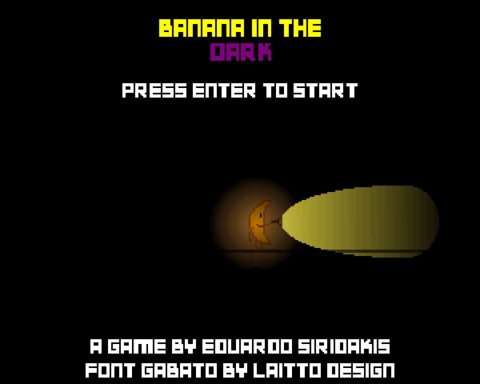 BANANA IN THE
DARK
PRESS ENTER TO START
A GAME BY EDUARDO SIRIDAKIS
FONT GABATO BY LAITTO DESIGN